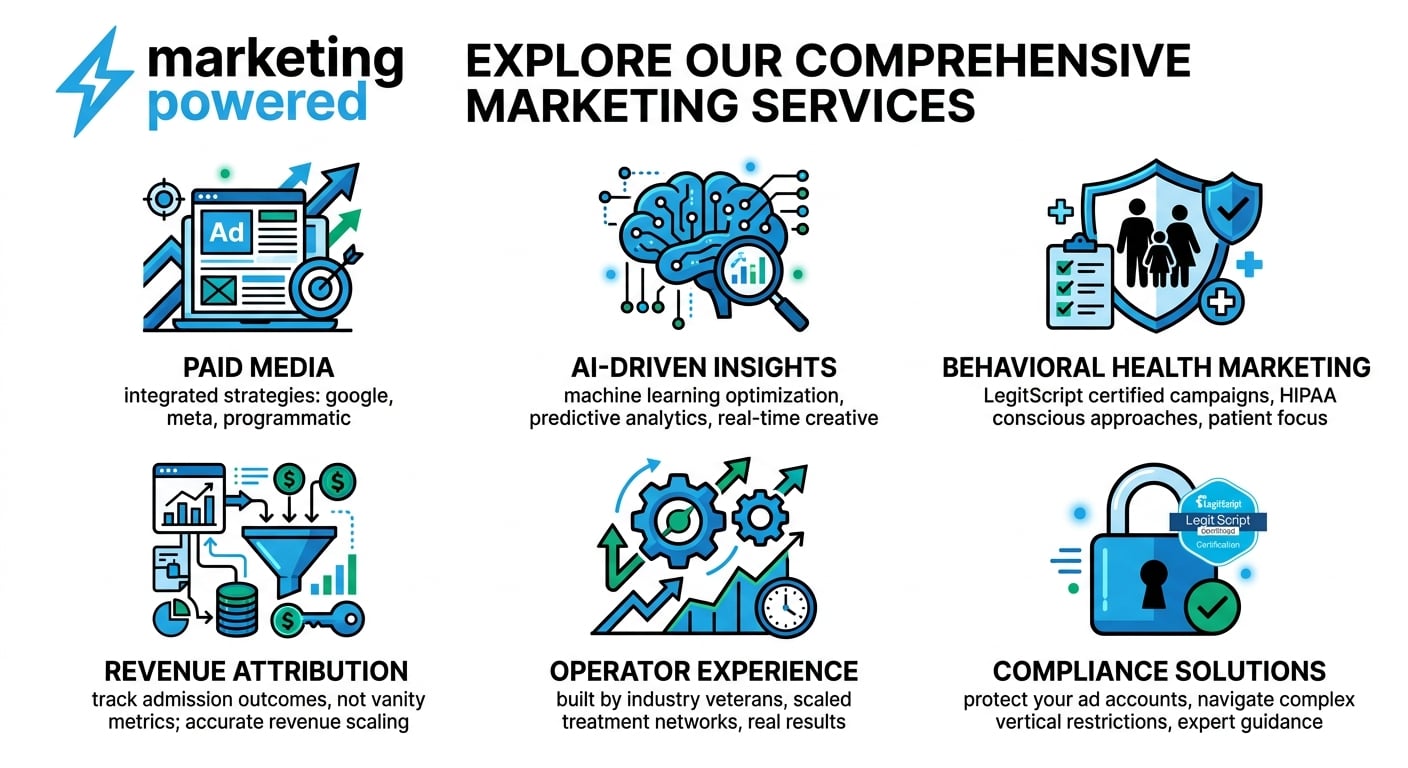 marketing
powered
EXPLORE OUR COMPREHENSIVE
MARKETING SERVICES
Ad
PAID MEDIA
integrated strategies: google,
meta, programmatic
AI-DRIVEN INSIGHTS
machine learning optimization,
predictive analytics, real-time creative
BEHAVIORAL HEALTH MARKETING
LegitScript certified campaigns, HIPAA
conscious approaches, patient focus
$
$
$
REVENUE ATTRIBUTION
track admission outcomes, not vanity
metrics; accurate revenue scaling
OPERATOR EXPERIENCE
built by industry veterans, scaled
treatment networks, real results
Legit Script
Certification
COMPLIANCE SOLUTIONS
protect your ad accounts, navigate complex
vertical restrictions, expert guidance